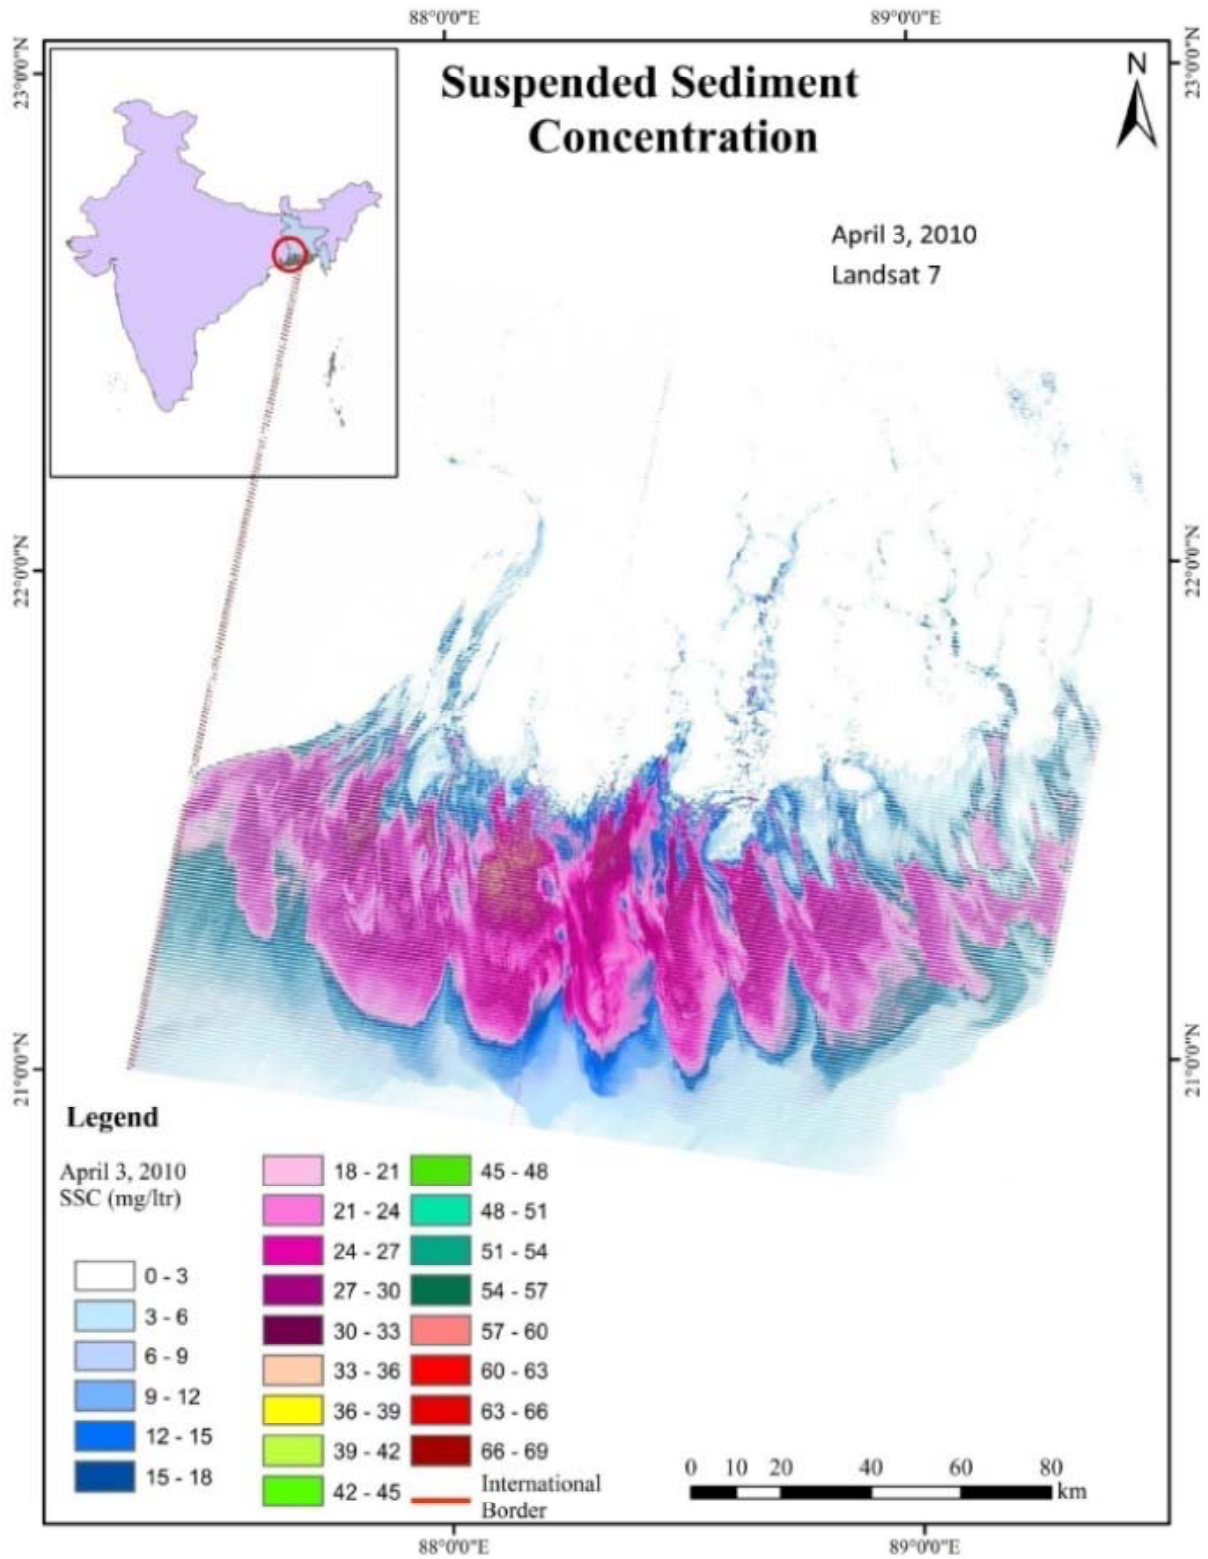 88°0'0"E
89°0'0"E
23°0'0"N
23°0'0"N
Suspended Sediment
Concentration
N
April 3, 2010
Landsat 7
22°0'0"N
22°0'0"N
21°0'0"N
21°0'0"N
Legend
April 3, 2010
SSC (mg/ltr)
0 - 3
3 - 6
6 - 9
9 - 12
12 - 15
15 - 18
18 - 21
21 - 24
24 - 27
27 - 30
30 - 33
33 - 36
36 - 39
39 - 42
42 - 45
45 - 48
48 - 51
51 - 54
54 - 57
57 - 60
60 - 63
63 - 66
66 - 69
International
Border
0 10 20 40 60 80
km
88°0'0"E
89°0'0"E